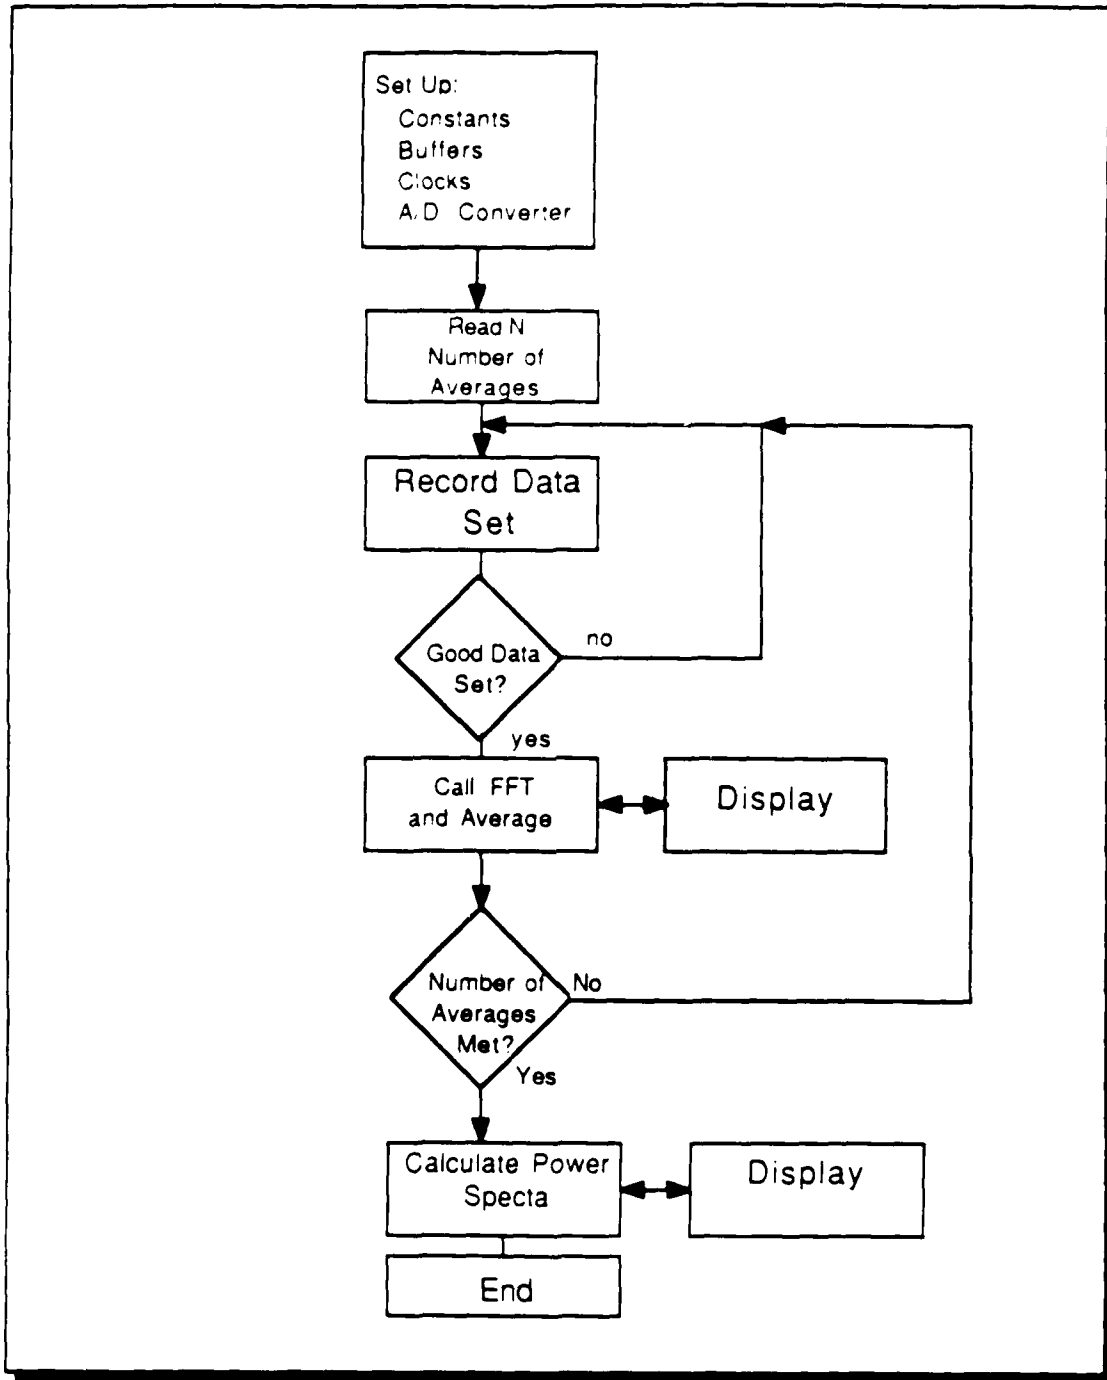 Set Up:
Constants
Buffers
Clocks
A/D Converter
Read N
Number of
Averages
Record Data
Set
Good Data
Set?
no
yes
Call FFT
and Average
Display
Number of
Averages
Met?
No
Yes
Calculate Power
Specta
Display
End